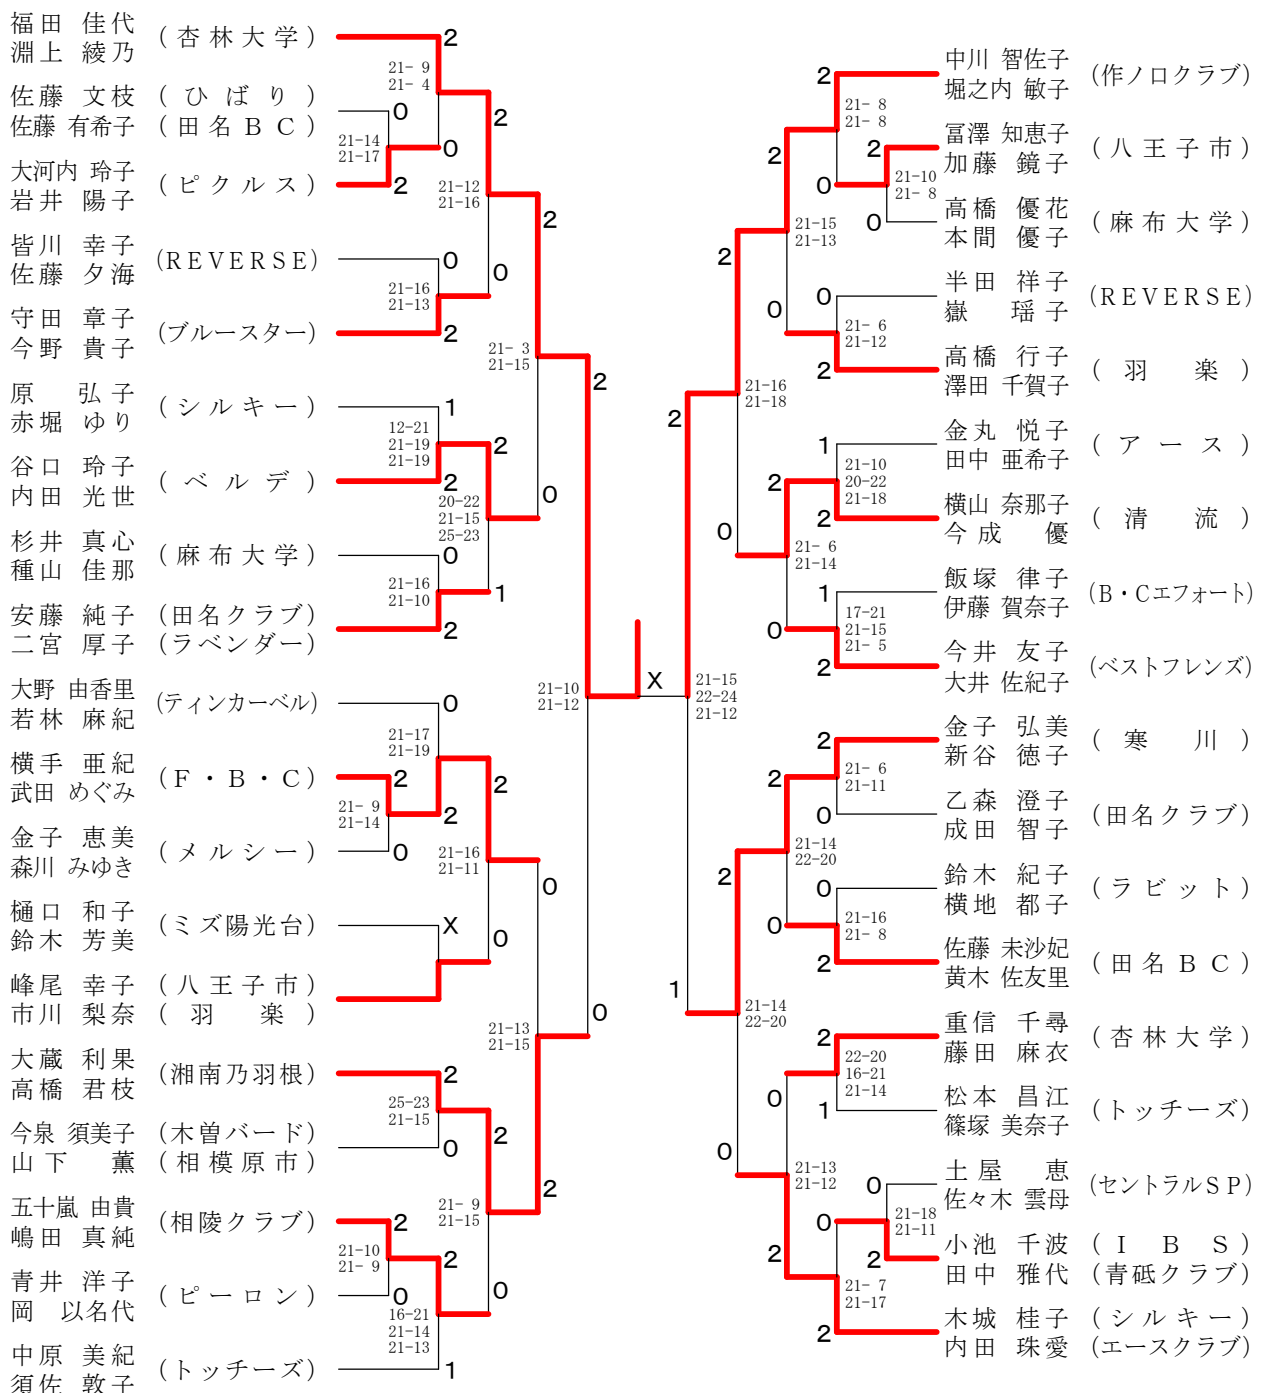 福田 佳代
淵上 綾乃
(杏林大学)
2
21- 9
21- 4
佐藤 文枝 (ひばり)
佐藤 有希子 (田名BC)
0
21-14
21-17
0
2
大河内 玲子
岩井 陽子
(ピクルス)
2
21-12
21-16
2
皆川 幸子
佐藤 夕海
(REVERSE)
0
21-16
21-13
0
守田 章子
今野 貴子
(ブルースター)
2
21- 3
21-15
2
原 弘子
赤堀 ゆり
(シルキー)
1
12-21
21-19
21-19
2
谷口 玲子
内田 光世
(ベルデ)
2
20-22
21-15
25-23
0
杉井 真心
種山 佳那
(麻布大学)
0
21-16
21-10
1
安藤 純子 (田名クラブ)
二宮 厚子 (ラベンダー)
2
21-10
21-12
大野 由香里
若林 麻紀
(ティンカーベル)
0
21-17
21-19
横手 亜紀
武田 めぐみ
(F・B・C)
2
21- 9
21-14
2
2
金子 恵美
森川 みゆき
(メルシー)
0
21-16
21-11
0
樋口 和子
鈴木 芳美
(ミズ陽光台)
X
0
峰尾 幸子 (八王子市)
市川 梨奈 (羽 楽)
21-13
21-15
0
大蔵 利果
高橋 君枝
(湘南乃羽根)
2
25-23
21-15
2
今泉 須美子 (木曽バード)
山下 薫 (相模原市)
0
21- 9
21-15
2
五十嵐 由貴
嶋田 真純
(相陵クラブ)
2
21-10
21- 9
2
青井 洋子
岡 以名代
(ピーロン)
0
16-21
21-14
21-13
0
中原 美紀
須佐 敦子
(トッチーズ)
1
X
中川 智佐子
堀之内 敏子
(作ノ口クラブ)
2
21- 8
21- 8
冨澤 知恵子
加藤 鏡子
(八王子市)
2
21-10
21- 8
2
0
高橋 優花
本間 優子
(麻布大学)
0
21-15
21-13
2
半田 祥子
嶽 瑶子
(REVERSE)
0
21- 6
21-12
0
高橋 行子
澤田 千賀子
(羽 楽)
2
21-16
21-18
2
金丸 悦子
田中 亜希子
(アース)
1
21-10
20-22
21-18
2
横山 奈那子
今成 優
(清 流)
2
21- 6
21-14
0
飯塚 律子
伊藤 賀奈子
(B・Cエフォート)
1
17-21
21-15
21- 5
0
今井 友子
大井 佐紀子
(ベストフレンズ)
2
21-15
22-24
21-12
金子 弘美
新谷 徳子
(寒 川)
2
21- 6
21-11
2
乙森 澄子
成田 智子
(田名クラブ)
0
21-14
22-20
2
鈴木 紀子
横地 都子
(ラビット)
0
21-16
21- 8
0
佐藤 未沙妃
黄木 佐友里
(田名BC)
2
21-14
22-20
1
重信 千尋
藤田 麻衣
(杏林大学)
2
22-20
16-21
21-14
0
松本 昌江
篠塚 美奈子
(トッチーズ)
1
21-13
21-12
0
土屋 恵
佐々木 雲母
(セントラルSP)
0
21-18
21-11
0
小池 千波 (I B S)
田中 雅代 (青砥クラブ)
2
21- 7
21-17
2
木城 桂子 (シルキー)
内田 珠愛 (エースクラブ)
2